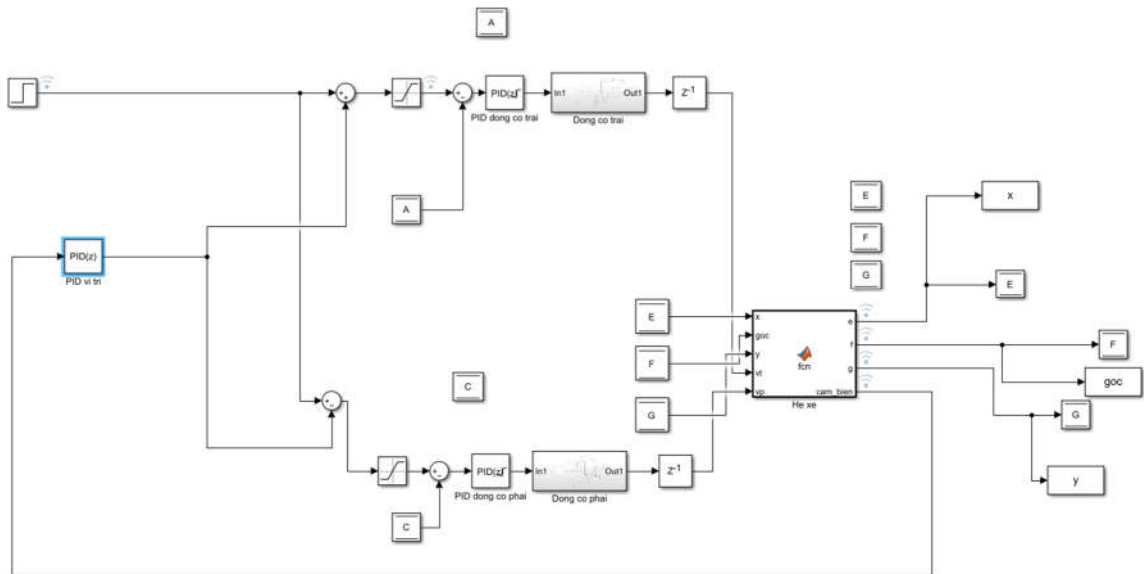 A
PID(z)
In1
Out1
z-1
PID dong co trai
Dong co trai
A
E
x
F
PID(z)
G
E
PID vi tri
E
x
e
F
goc
f
F
y
fcn
vt
g
goc
C
G
vp
cam_bien
G
He xe
PID(z)
In1
Out1
z-1
y
PID dong co phai
Dong co phai
C